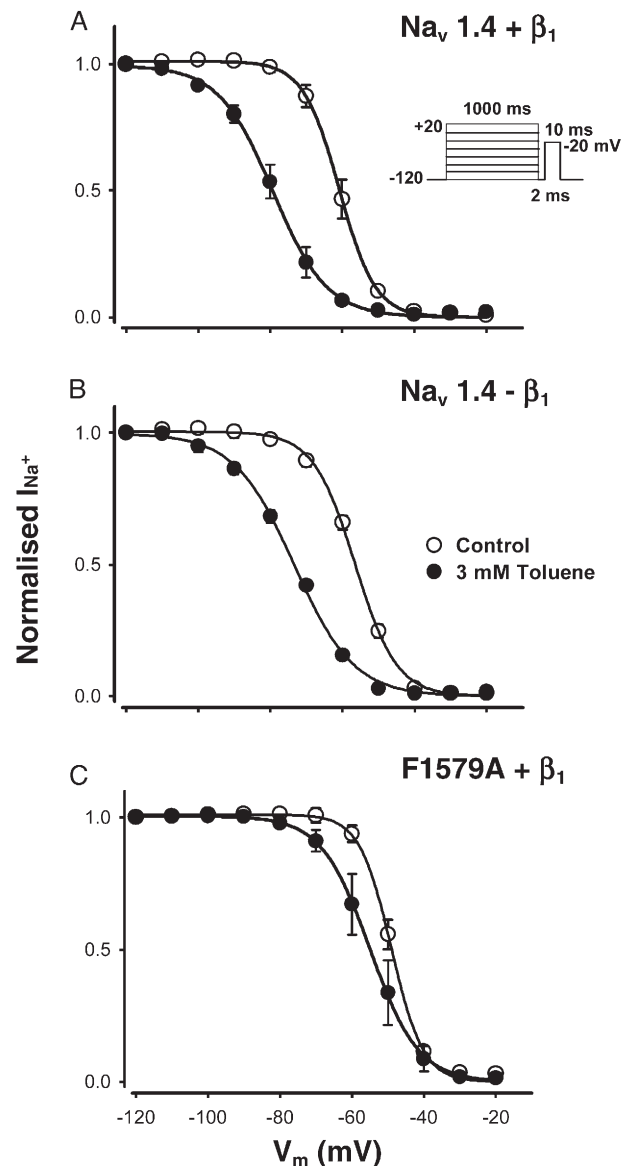 A
Naᵥ 1.4 + β₁
1000 ms
+20
10 ms
-20 mV
-120
2 ms
1.0
0.5
0.0
B
Naᵥ 1.4 - β₁
1.0
Control
3 mM Toluene
0.5
0.0
Normalised I_Na⁺
C
F1579A + β₁
1.0
0.5
0.0
-120 -100 -80 -60 -40 -20
Vₘ (mV)